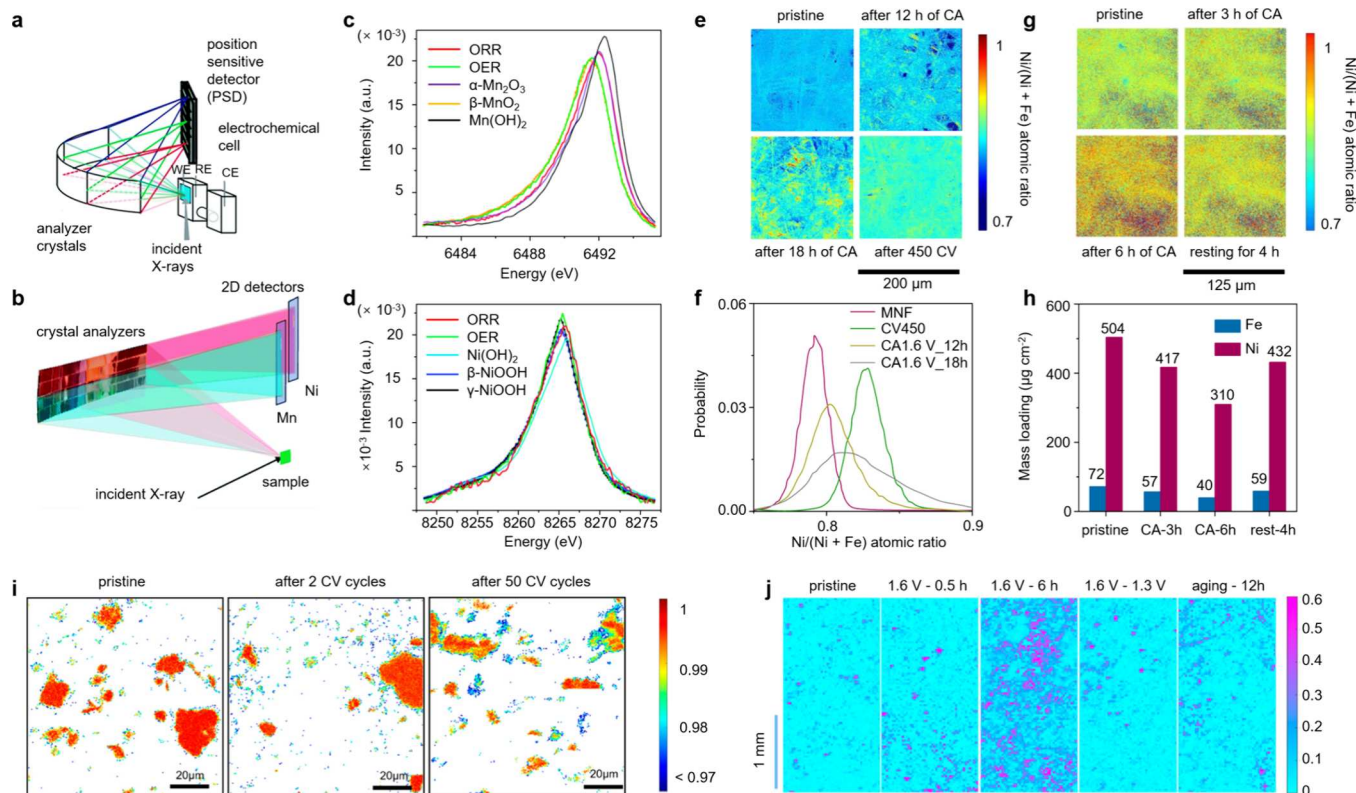 a
position
sensitive
detector
(PSD)
electrochemical
cell
WE RE CE
analyzer
crystals
incident
X-rays
b
2D detectors
crystal analyzers
Ni
Mn
incident X-ray
sample
c
(× 10⁻³)
Intensity (a.u.)
20
15
10
5
ORR
OER
α-Mn₂O₃
β-MnO₂
Mn(OH)₂
6484 6488 6492
Energy (eV)
d
(× 10⁻³)
×10⁻³ Intensity (a.u.)
20
15
10
5
ORR
OER
Ni(OH)₂
β-NiOOH
γ-NiOOH
8250 8255 8260 8265 8270 8275
Energy (eV)
e
pristine after 12 h of CA
after 18 h of CA after 450 CV
200 µm
1
0.7
Ni/(Ni + Fe) atomic ratio
f
Probability
0.06
0.03
0.00
MNF
CV450
CA1.6 V_12h
CA1.6 V_18h
0.8 0.9
Ni/(Ni + Fe) atomic ratio
g
pristine after 3 h of CA
after 6 h of CA resting for 4 h
125 µm
1
0.7
Ni/(Ni + Fe) atomic ratio
h
Mass loading (µg cm⁻²)
600
400
200
0
Fe
Ni
504
417
310
432
72
57
40
59
pristine CA-3h CA-6h rest-4h
i
pristine after 2 CV cycles after 50 CV cycles
20µm 20µm 20µm
1
0.99
0.98
< 0.97
j
pristine 1.6 V - 0.5 h 1.6 V - 6 h 1.6 V - 1.3 V aging - 12h
1 mm
0.6
0.5
0.4
0.3
0.2
0.1
0